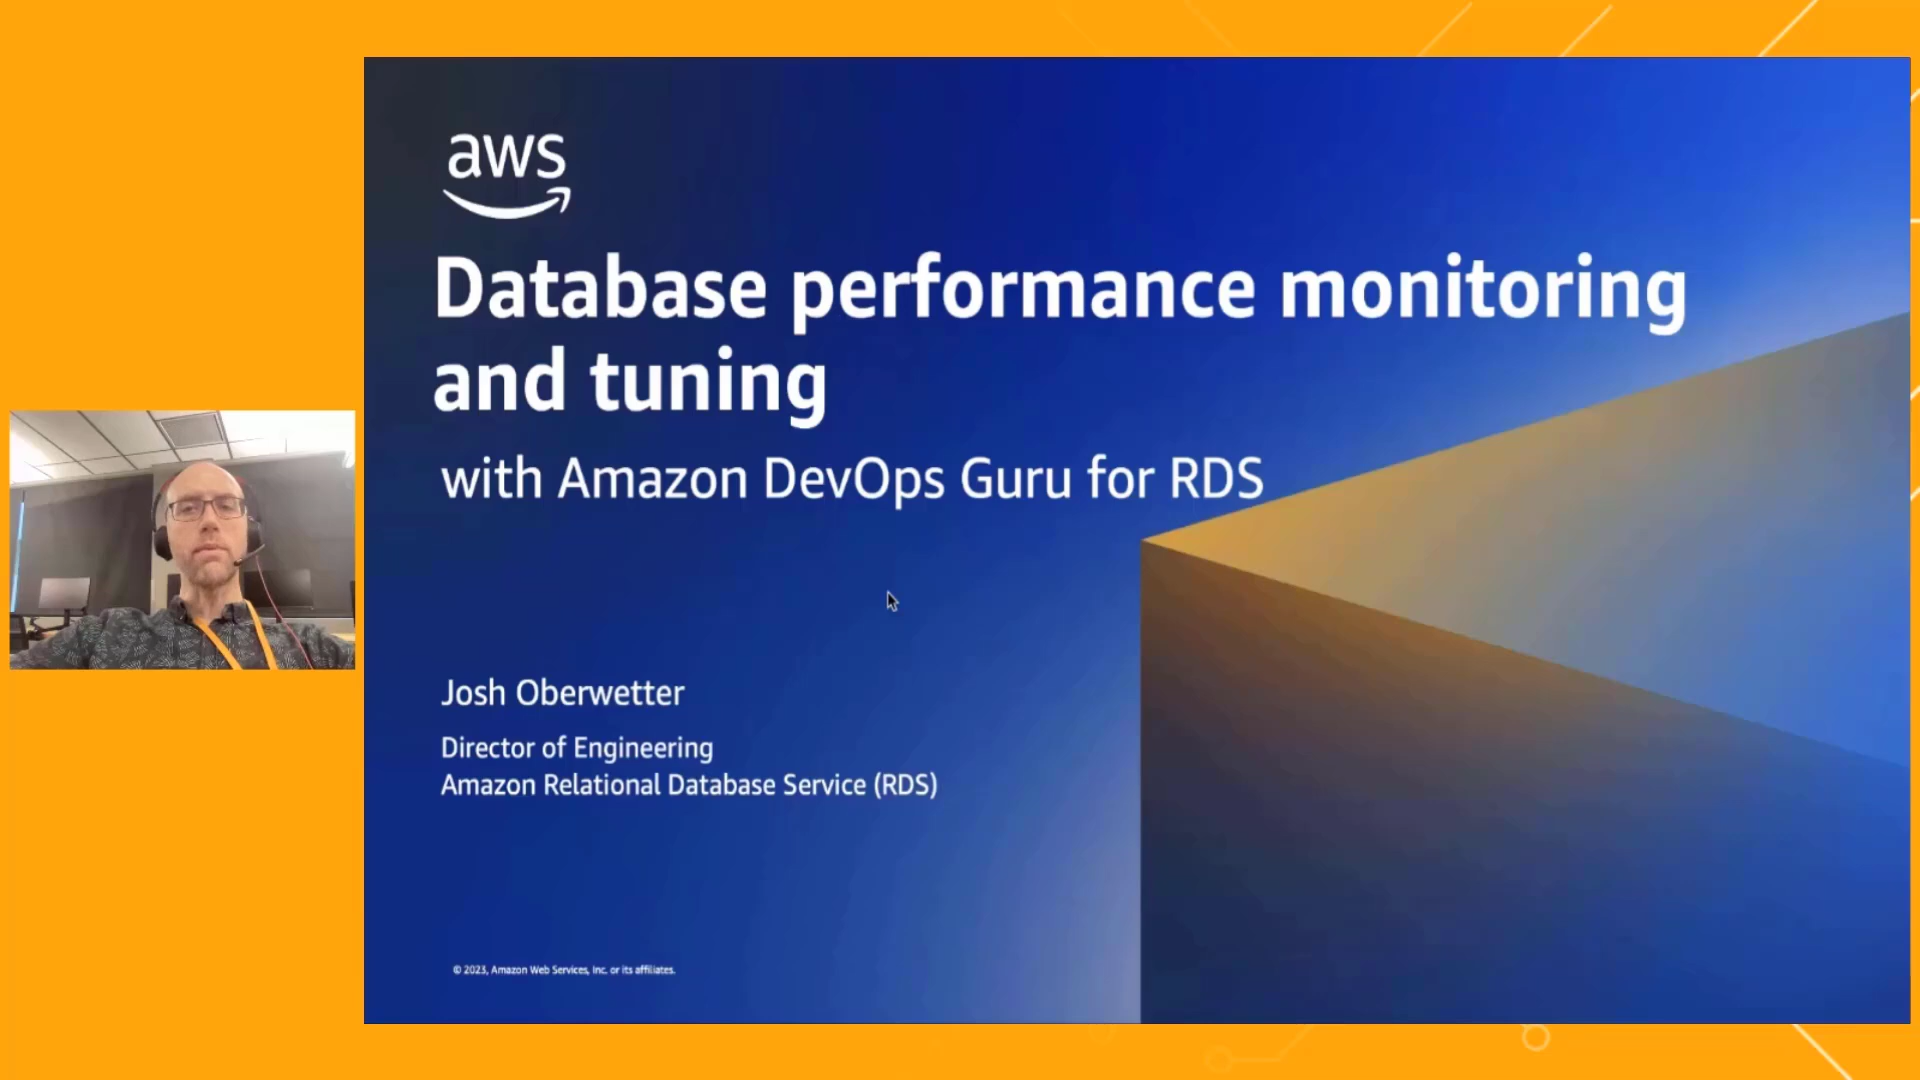 aws
Database performance monitoring
and tuning
with Amazon DevOps Guru for RDS
Josh Oberwetter
Director of Engineering
Amazon Relational Database Service (RDS)
© 2023, Amazon Web Services, Inc. or its affiliates.